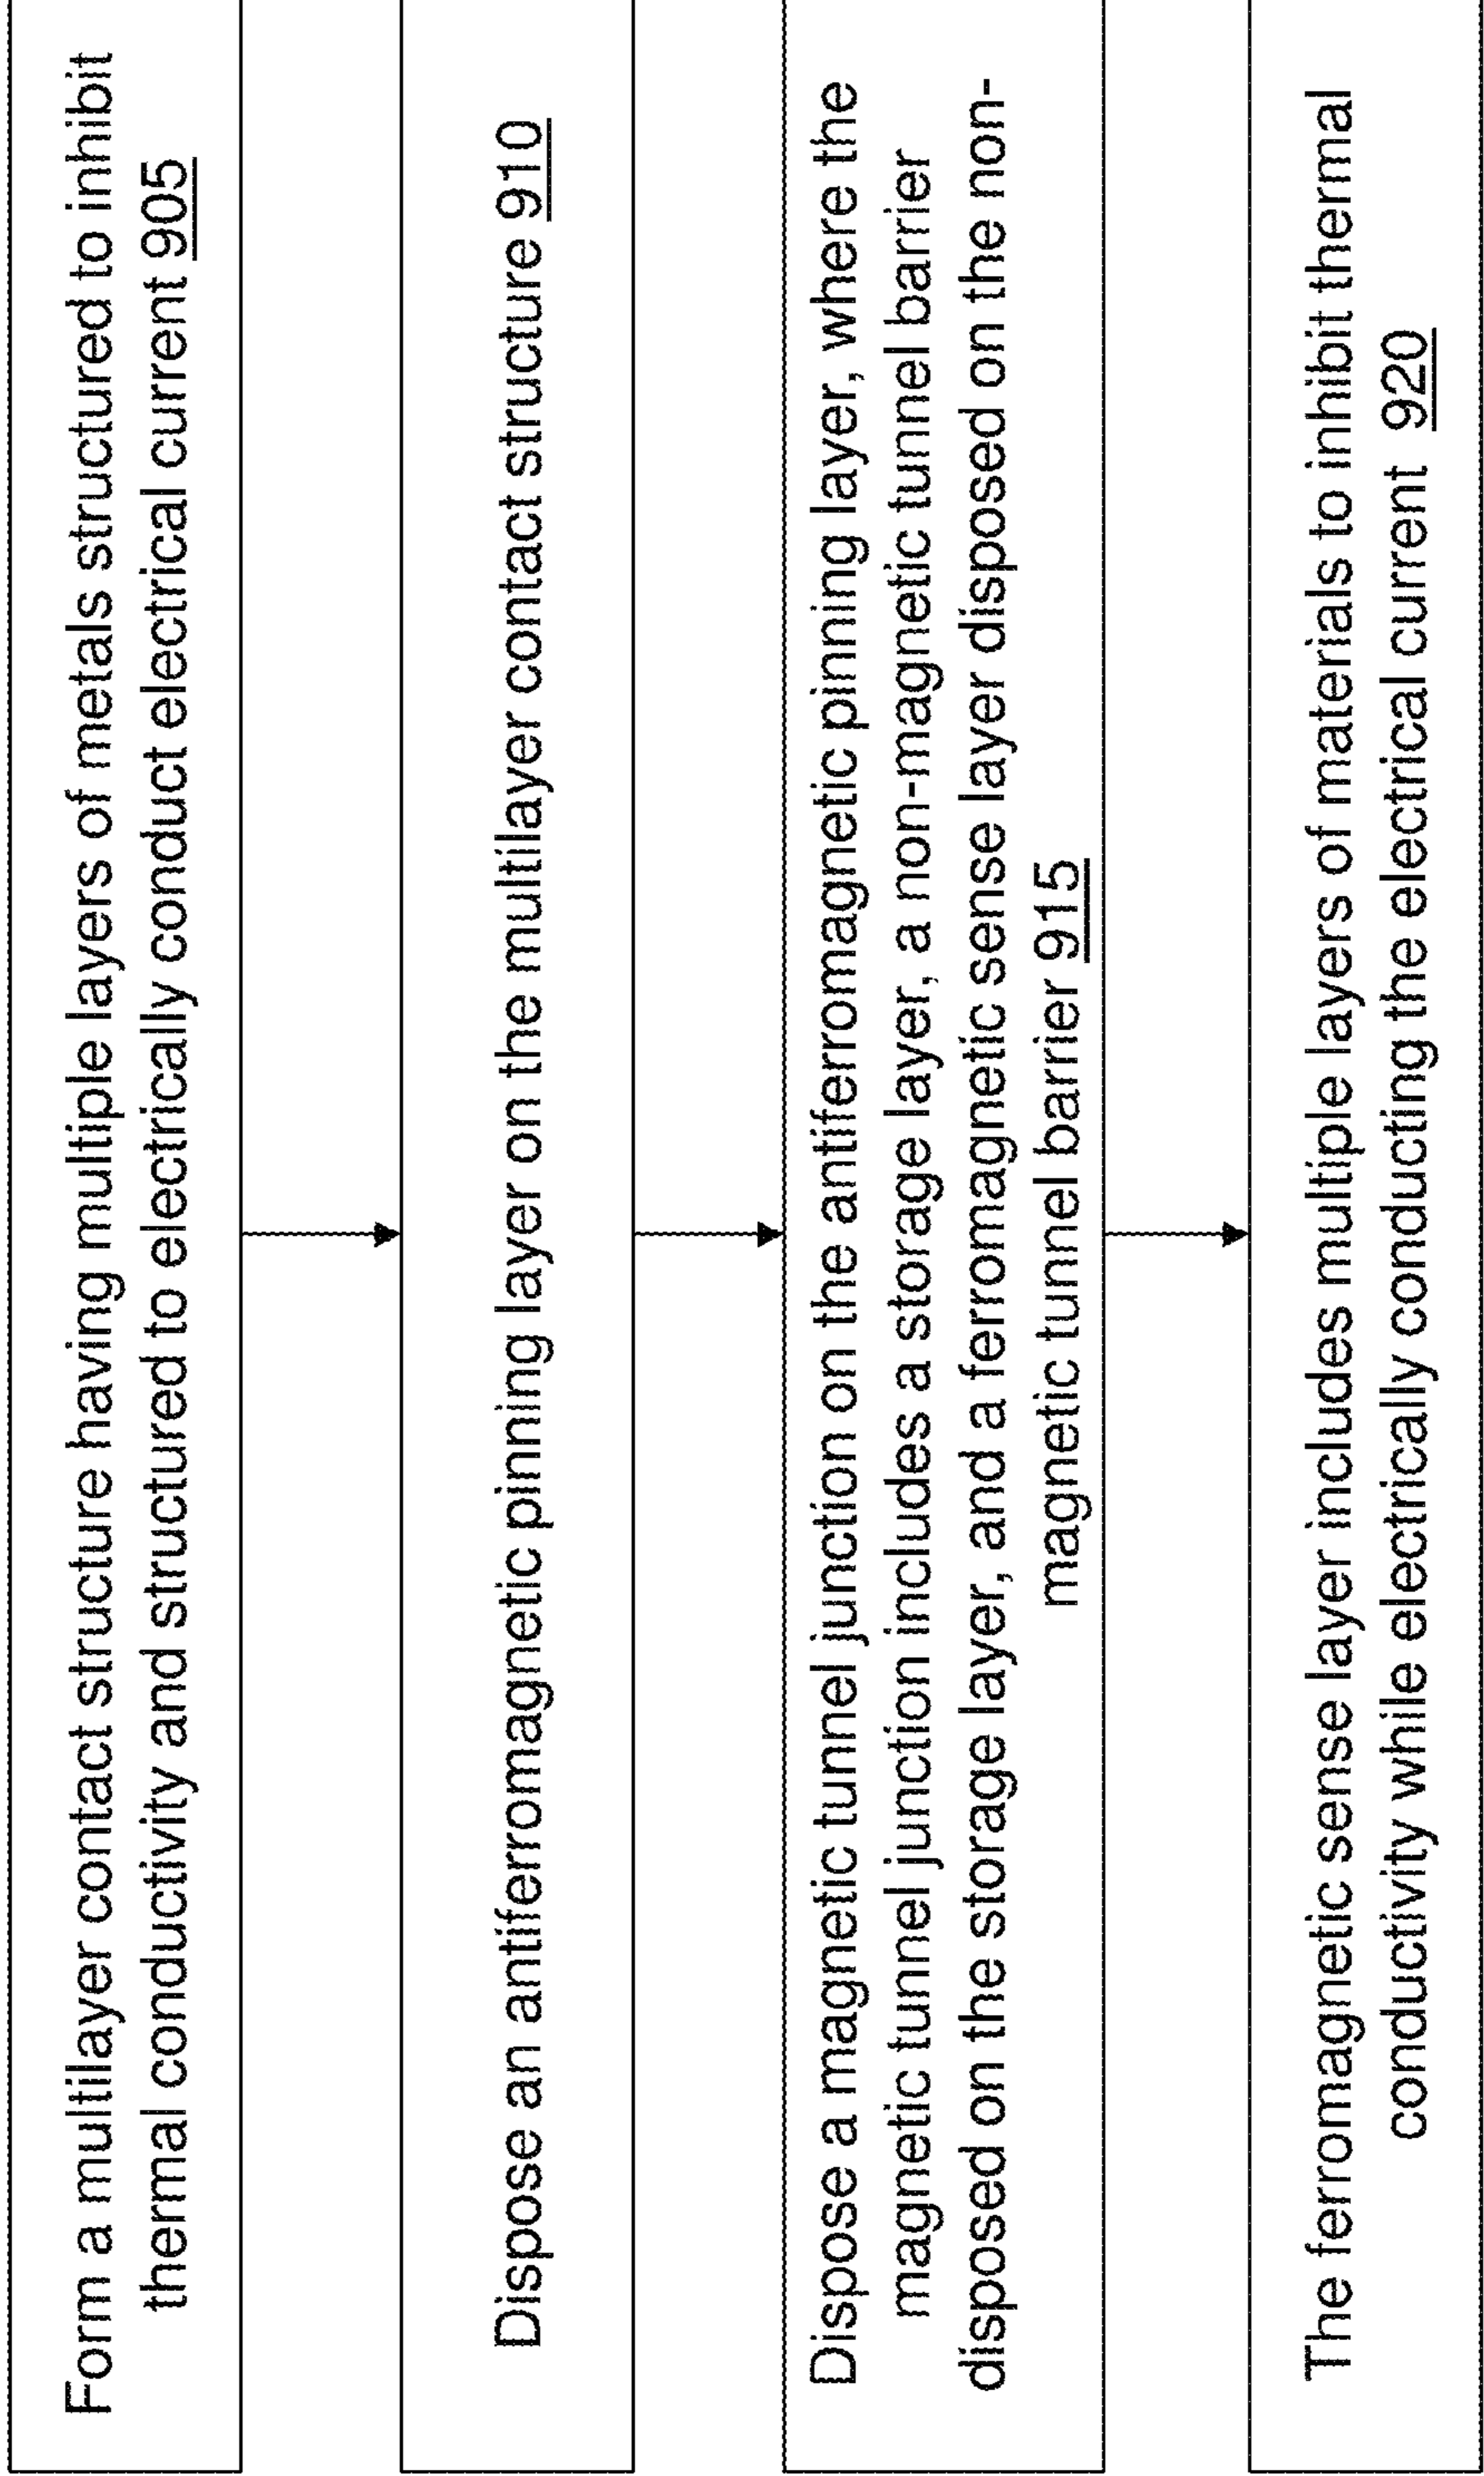 Form a multilayer contact structure having multiple layers of metals structured to inhibit
thermal conductivity and structured to electrically conduct electrical current 905
Dispose an antiferromagnetic pinning layer on the multilayer contact structure 910
Dispose a magnetic tunnel junction on the antiferromagnetic pinning layer, where the
magnetic tunnel junction includes a storage layer, a non-magnetic tunnel barrier
disposed on the storage layer, and a ferromagnetic sense layer disposed on the non-
magnetic tunnel barrier 915
The ferromagnetic sense layer includes multiple layers of materials to inhibit thermal
conductivity while electrically conducting the electrical current 920